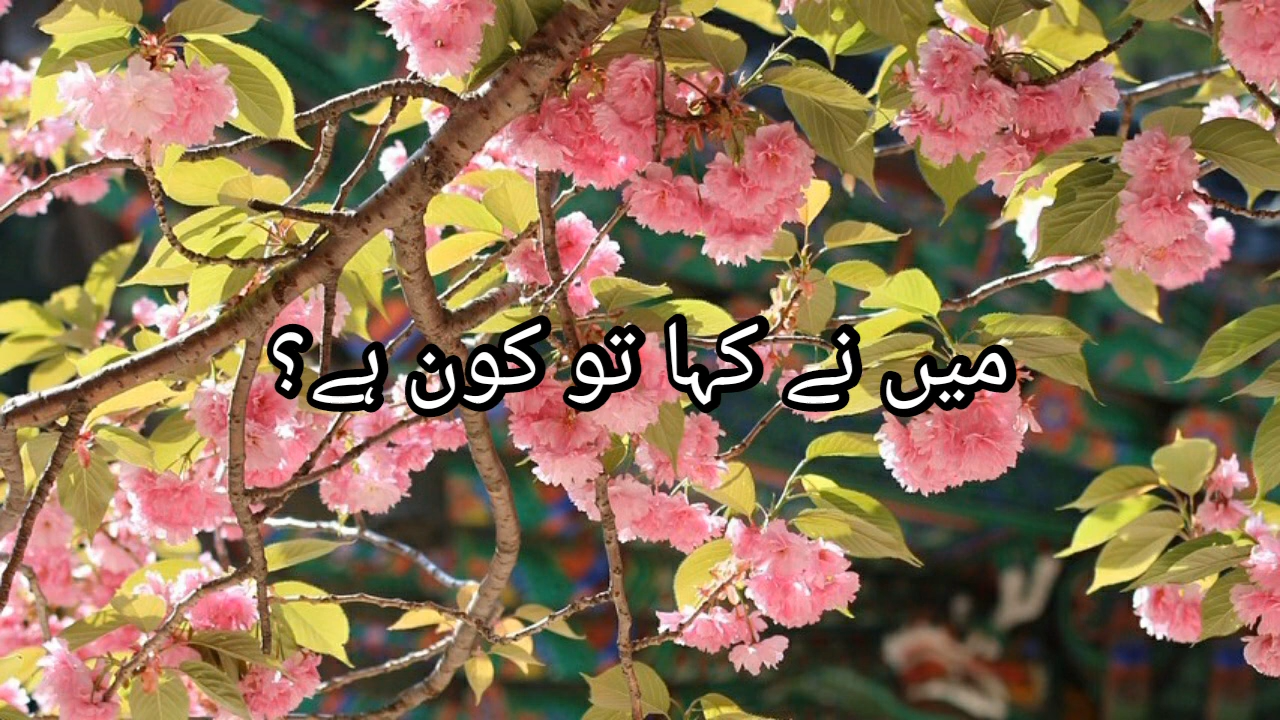 میں نے کہا تو کون ہے؟